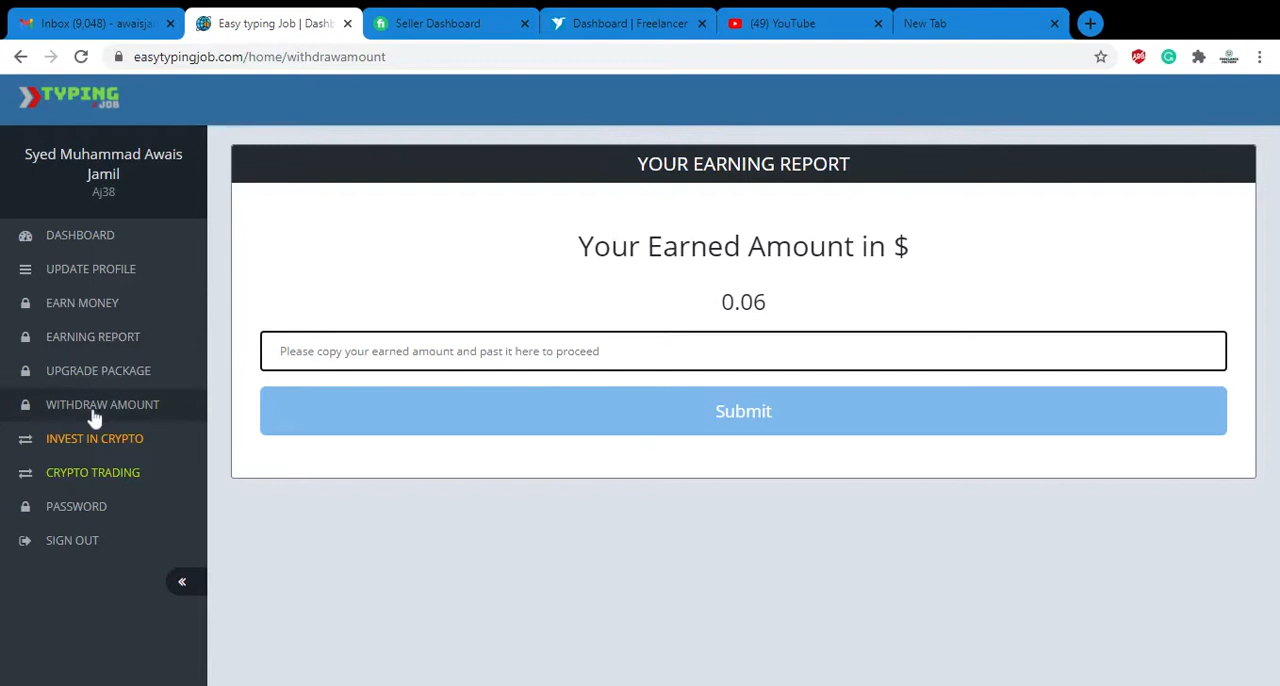 Inbox (9,048) - awaisja
Easy typing Job | Dashb
Seller Dashboard
Dashboard | Freelancer
(49) YouTube
New Tab
easytypingjob.com/home/withdrawamount
TYPING
JOB
Syed Muhammad Awais
Jamil
Aj38
DASHBOARD
UPDATE PROFILE
EARN MONEY
EARNING REPORT
UPGRADE PACKAGE
WITHDRAW AMOUNT
INVEST IN CRYPTO
CRYPTO TRADING
PASSWORD
SIGN OUT
YOUR EARNING REPORT
Your Earned Amount in $
0.06
Please copy your earned amount and past it here to proceed
Submit